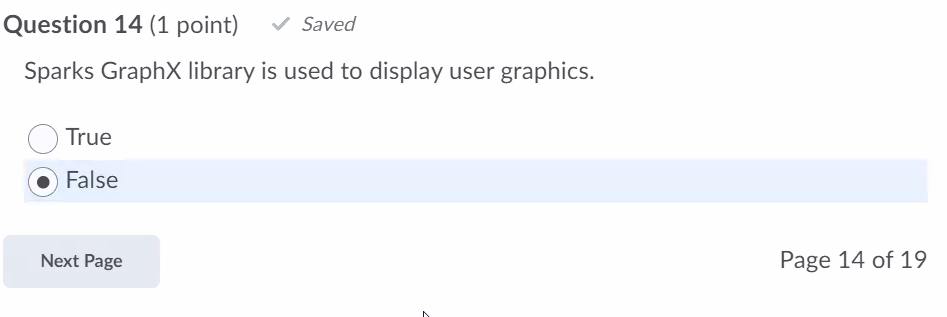 Question 14 (1 point) Saved
Sparks GraphX library is used to display user graphics.
True
False
Next Page Page 14 of 19